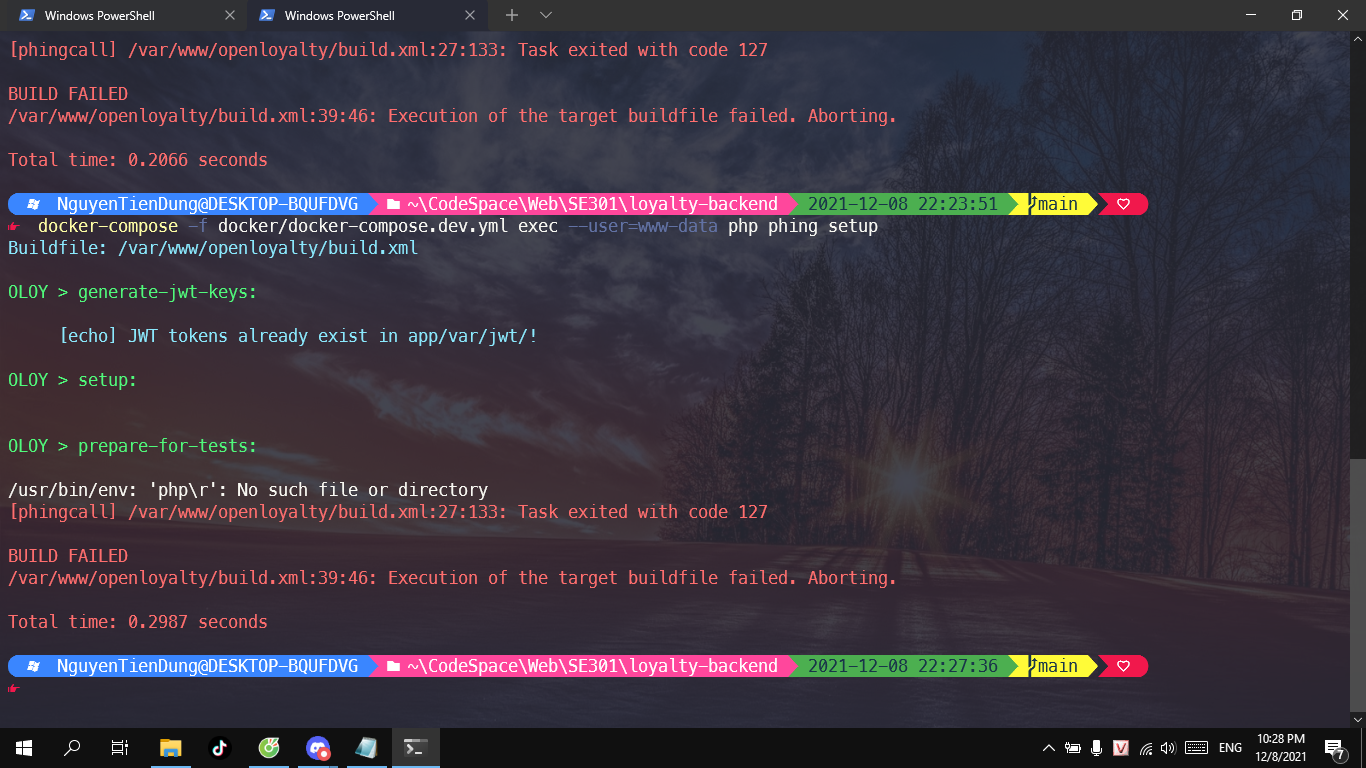 Windows PowerShell
Windows PowerShell
[phingcall] /var/www/openloyalty/build.xml:27:133: Task exited with code 127
BUILD FAILED
/var/www/openloyalty/build.xml:39:46: Execution of the target buildfile failed. Aborting.
Total time: 0.2066 seconds
NguyenTienDung@DESKTOP-BQUFDVG ~\CodeSpace\Web\SE301\loyalty-backend 2021-12-08 22:23:51 main
docker-compose -f docker/docker-compose.dev.yml exec --user=www-data php phing setup
Buildfile: /var/www/openloyalty/build.xml
OLOY > generate-jwt-keys:
[echo] JWT tokens already exist in app/var/jwt/!
OLOY > setup:
OLOY > prepare-for-tests:
/usr/bin/env: 'php\r': No such file or directory
[phingcall] /var/www/openloyalty/build.xml:27:133: Task exited with code 127
BUILD FAILED
/var/www/openloyalty/build.xml:39:46: Execution of the target buildfile failed. Aborting.
Total time: 0.2987 seconds
NguyenTienDung@DESKTOP-BQUFDVG ~\CodeSpace\Web\SE301\loyalty-backend 2021-12-08 22:27:36 main
V ENG 10:28 PM
12/8/2021
7